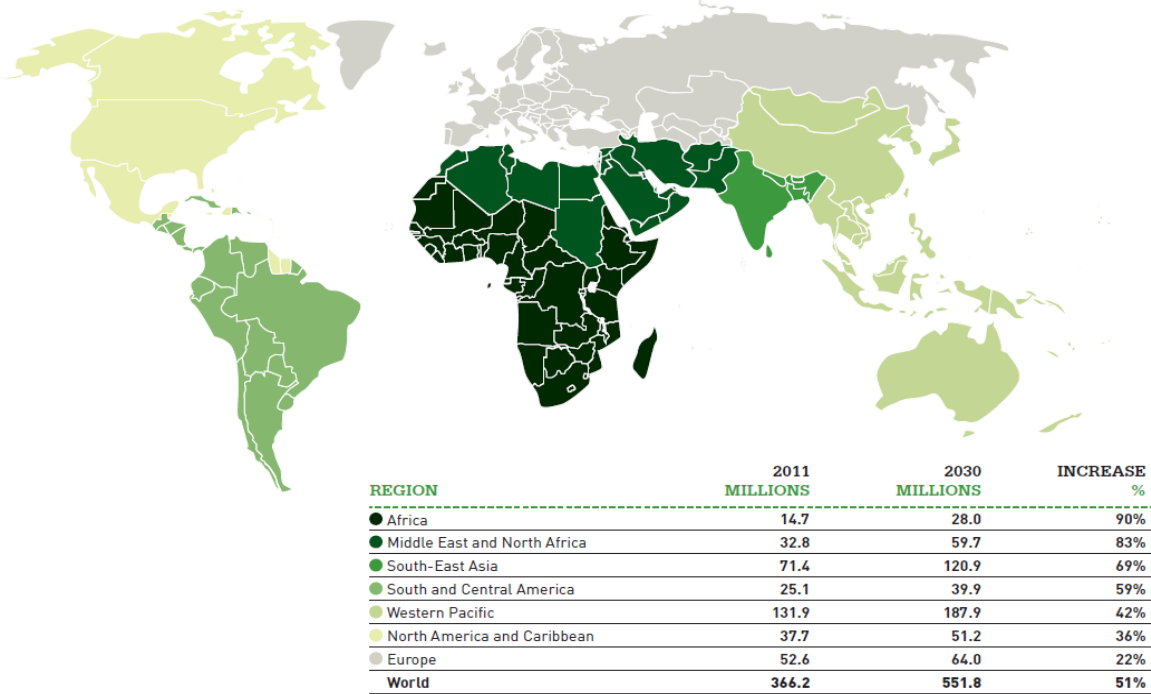 2011 2030 INCREASE
REGION MILLIONS MILLIONS %
Africa 14.7 28.0 90%
Middle East and North Africa 32.8 59.7 83%
South-East Asia 71.4 120.9 69%
South and Central America 25.1 39.9 59%
Western Pacific 131.9 187.9 42%
North America and Caribbean 37.7 51.2 36%
Europe 52.6 64.0 22%
World 366.2 551.8 51%